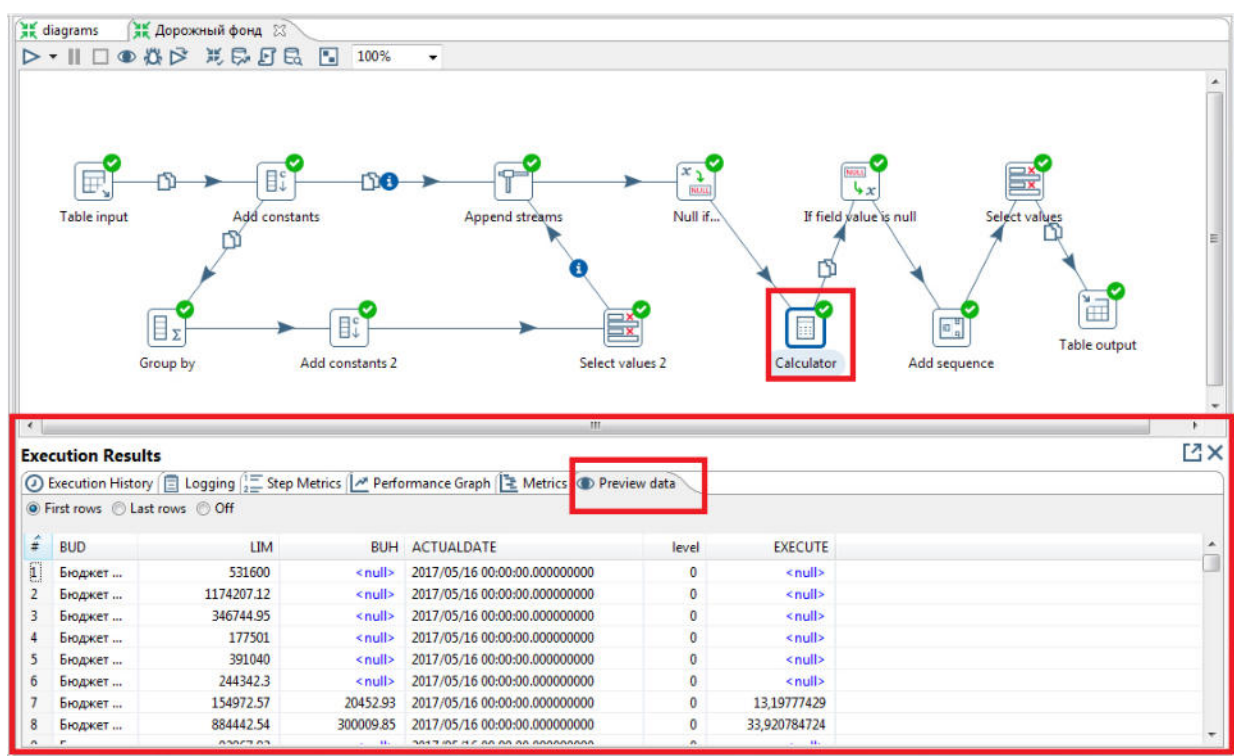 diagrams Дорожный фонд
100%
Table input Add constants Append streams Null if... If field value is null Select values
Group by Add constants 2 Select values 2 Calculator Add sequence Table output
Execution Results
Execution History Logging Step Metrics Performance Graph Metrics Preview data
First rows Last rows Off
# BUD LIM BUH ACTUALDATE level EXECUTE
1 Бюджет ... 531600 <null> 2017/05/16 00:00:00.000000000 0 <null>
2 Бюджет ... 1174207.12 <null> 2017/05/16 00:00:00.000000000 0 <null>
3 Бюджет ... 346744.95 <null> 2017/05/16 00:00:00.000000000 0 <null>
4 Бюджет ... 177501 <null> 2017/05/16 00:00:00.000000000 0 <null>
5 Бюджет ... 391040 <null> 2017/05/16 00:00:00.000000000 0 <null>
6 Бюджет ... 244342.3 <null> 2017/05/16 00:00:00.000000000 0 <null>
7 Бюджет ... 154972.57 20452.93 2017/05/16 00:00:00.000000000 0 13,19777429
8 Бюджет ... 884442.54 300009.85 2017/05/16 00:00:00.000000000 0 33,920784724